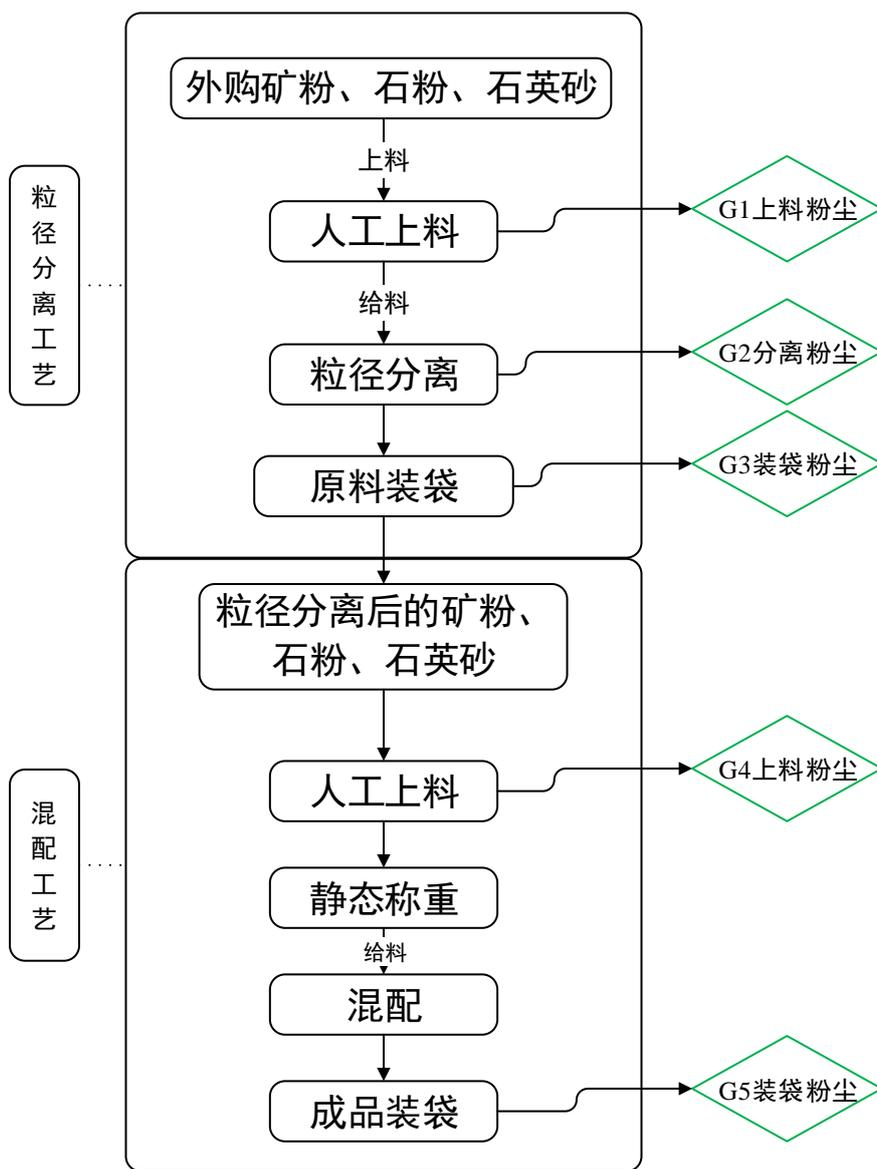 外购矿粉、石粉、石英砂
上料
人工上料
G1上料粉尘
给料
粒径分离
G2分离粉尘
原料装袋
G3装袋粉尘
粒径分离工艺
粒径分离后的矿粉、
石粉、石英砂
人工上料
G4上料粉尘
静态称重
给料
混配
成品装袋
G5装袋粉尘
混配工艺